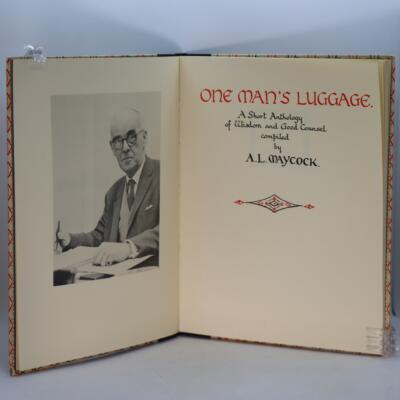 ONE MAN'S LUGGAGE.
A Short Anthology
of Wisdom and Good Counsel
compiled
by
A.L. MAYCOCK.